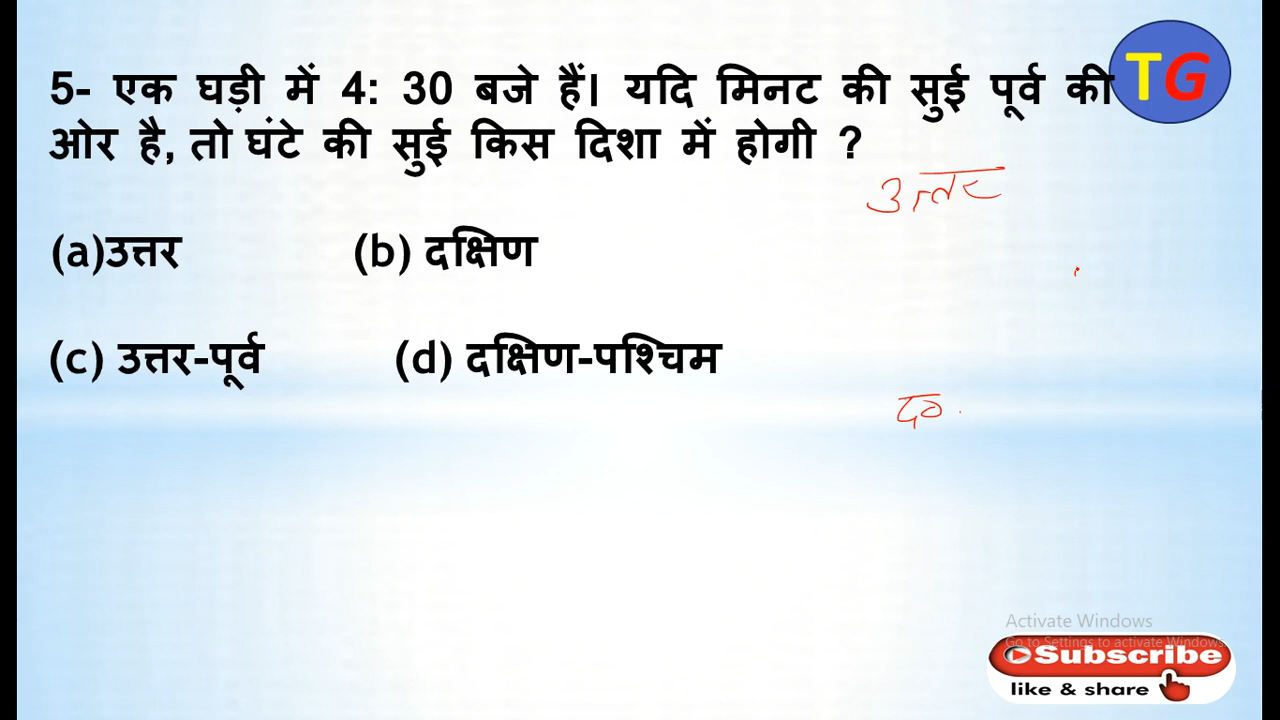 5- एक घड़ी में 4: 30 बजे हैं। यदि मिनट की सुई पूर्व की
ओर है, तो घंटे की सुई किस दिशा में होगी ?
TG
उत्तर
(a)उत्तर (b) दक्षिण
(c) उत्तर-पूर्व (d) दक्षिण-पश्चिम
Activate Windows
Go to Settings to activate Windows.
Subscribe
like & share